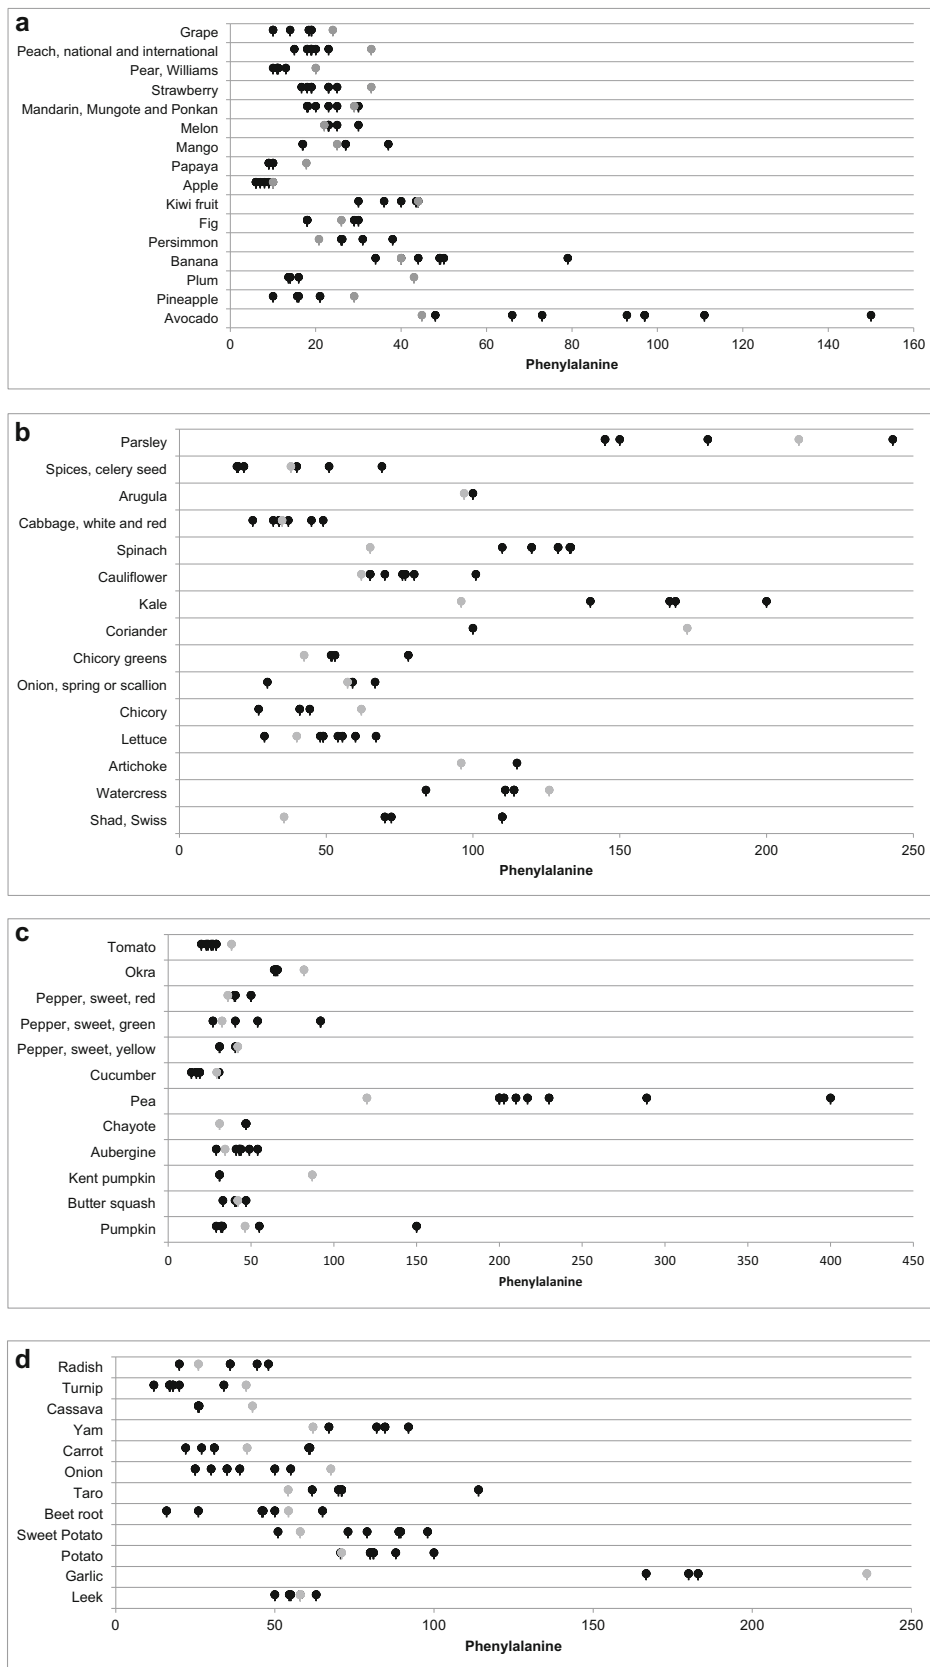 a
Grape
Peach, national and international
Pear, Williams
Strawberry
Mandarin, Mungote and Ponkan
Melon
Mango
Papaya
Apple
Kiwi fruit
Fig
Persimmon
Banana
Plum
Pineapple
Avocado
0 20 40 60 80 100 120 140 160
Phenylalanine
b
Parsley
Spices, celery seed
Arugula
Cabbage, white and red
Spinach
Cauliflower
Kale
Coriander
Chicory greens
Onion, spring or scallion
Chicory
Lettuce
Artichoke
Watercress
Shad, Swiss
0 50 100 150 200 250
Phenylalanine
c
Tomato
Okra
Pepper, sweet, red
Pepper, sweet, green
Pepper, sweet, yellow
Cucumber
Pea
Chayote
Aubergine
Kent pumpkin
Butter squash
Pumpkin
0 50 100 150 200 250 300 350 400 450
Phenylalanine
d
Radish
Turnip
Cassava
Yam
Carrot
Onion
Taro
Beet root
Sweet Potato
Potato
Garlic
Leek
0 50 100 150 200 250
Phenylalanine